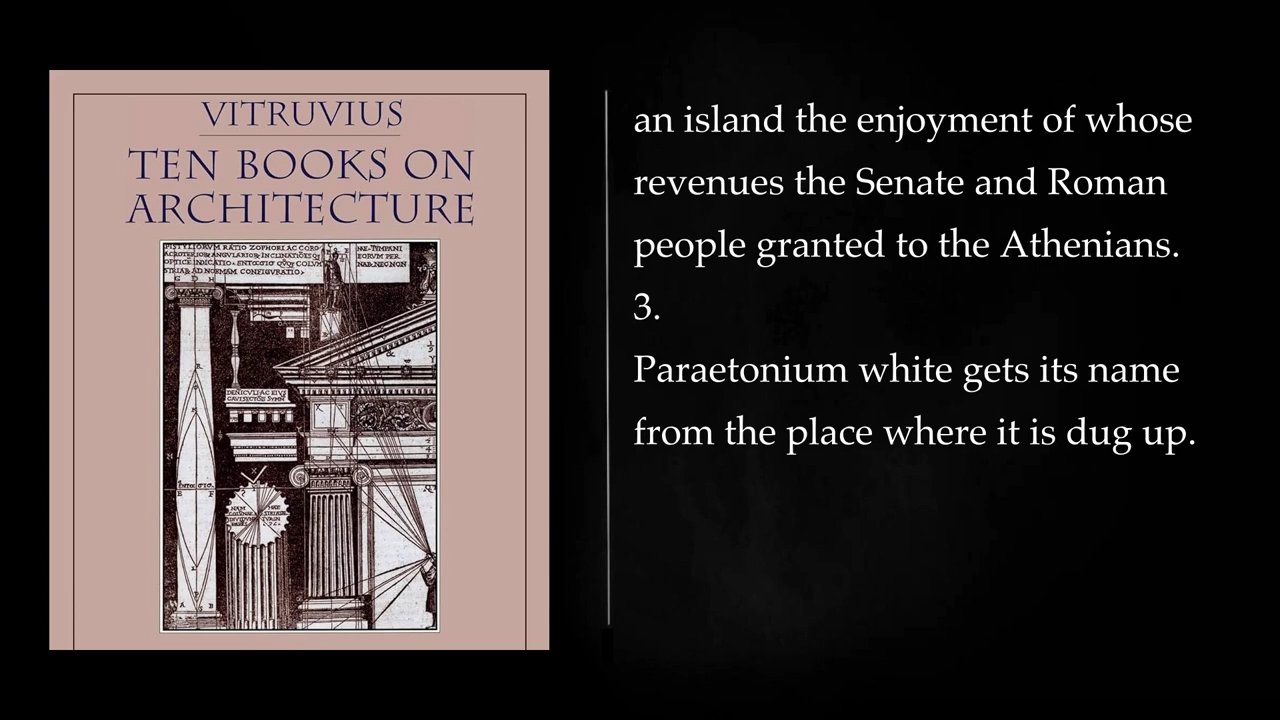 VITRUVIUS
TEN BOOKS ON
ARCHITECTURE
an island the enjoyment of whose
revenues the Senate and Roman
people granted to the Athenians.
3.
Paraetonium white gets its name
from the place where it is dug up.